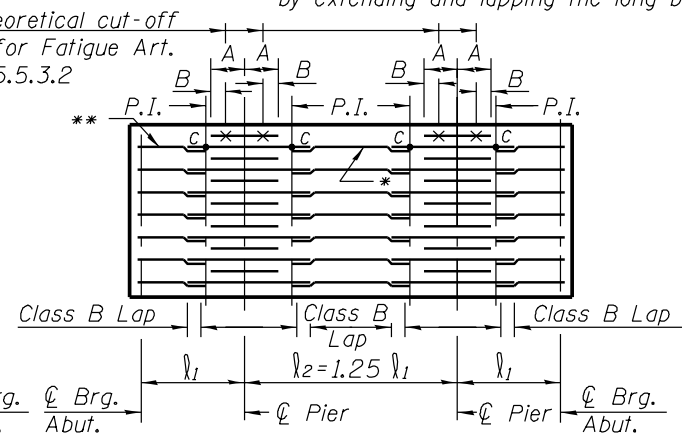 by extending and lapping the long b
eoretical cut-off
for Fatigue Art.
5.5.3.2
A A
B B B B
P.I. P.I. P.I.
**
c c c c
*
Class B Lap Class B Lap Class B Lap
ℓ1 ℓ2=1.25 ℓ1 ℓ1
rg. ℄ Brg. Abut. ℄ Pier ℄ Pier ℄ Brg. Abut.